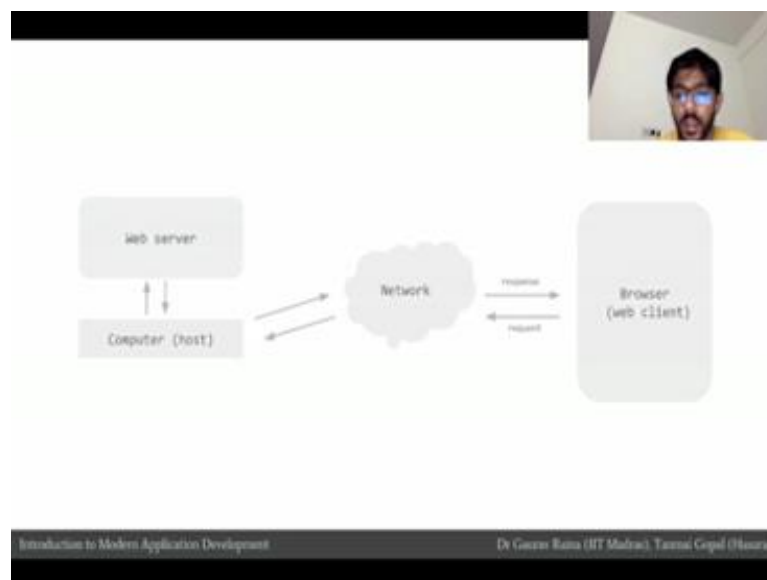 Web server
Computer (host)
Network
response
request
Browser
(web client)
Introduction to Modern Application Development
Dr Gaurav Raina (IIT Madras), Tanmai Gopal (Hasura